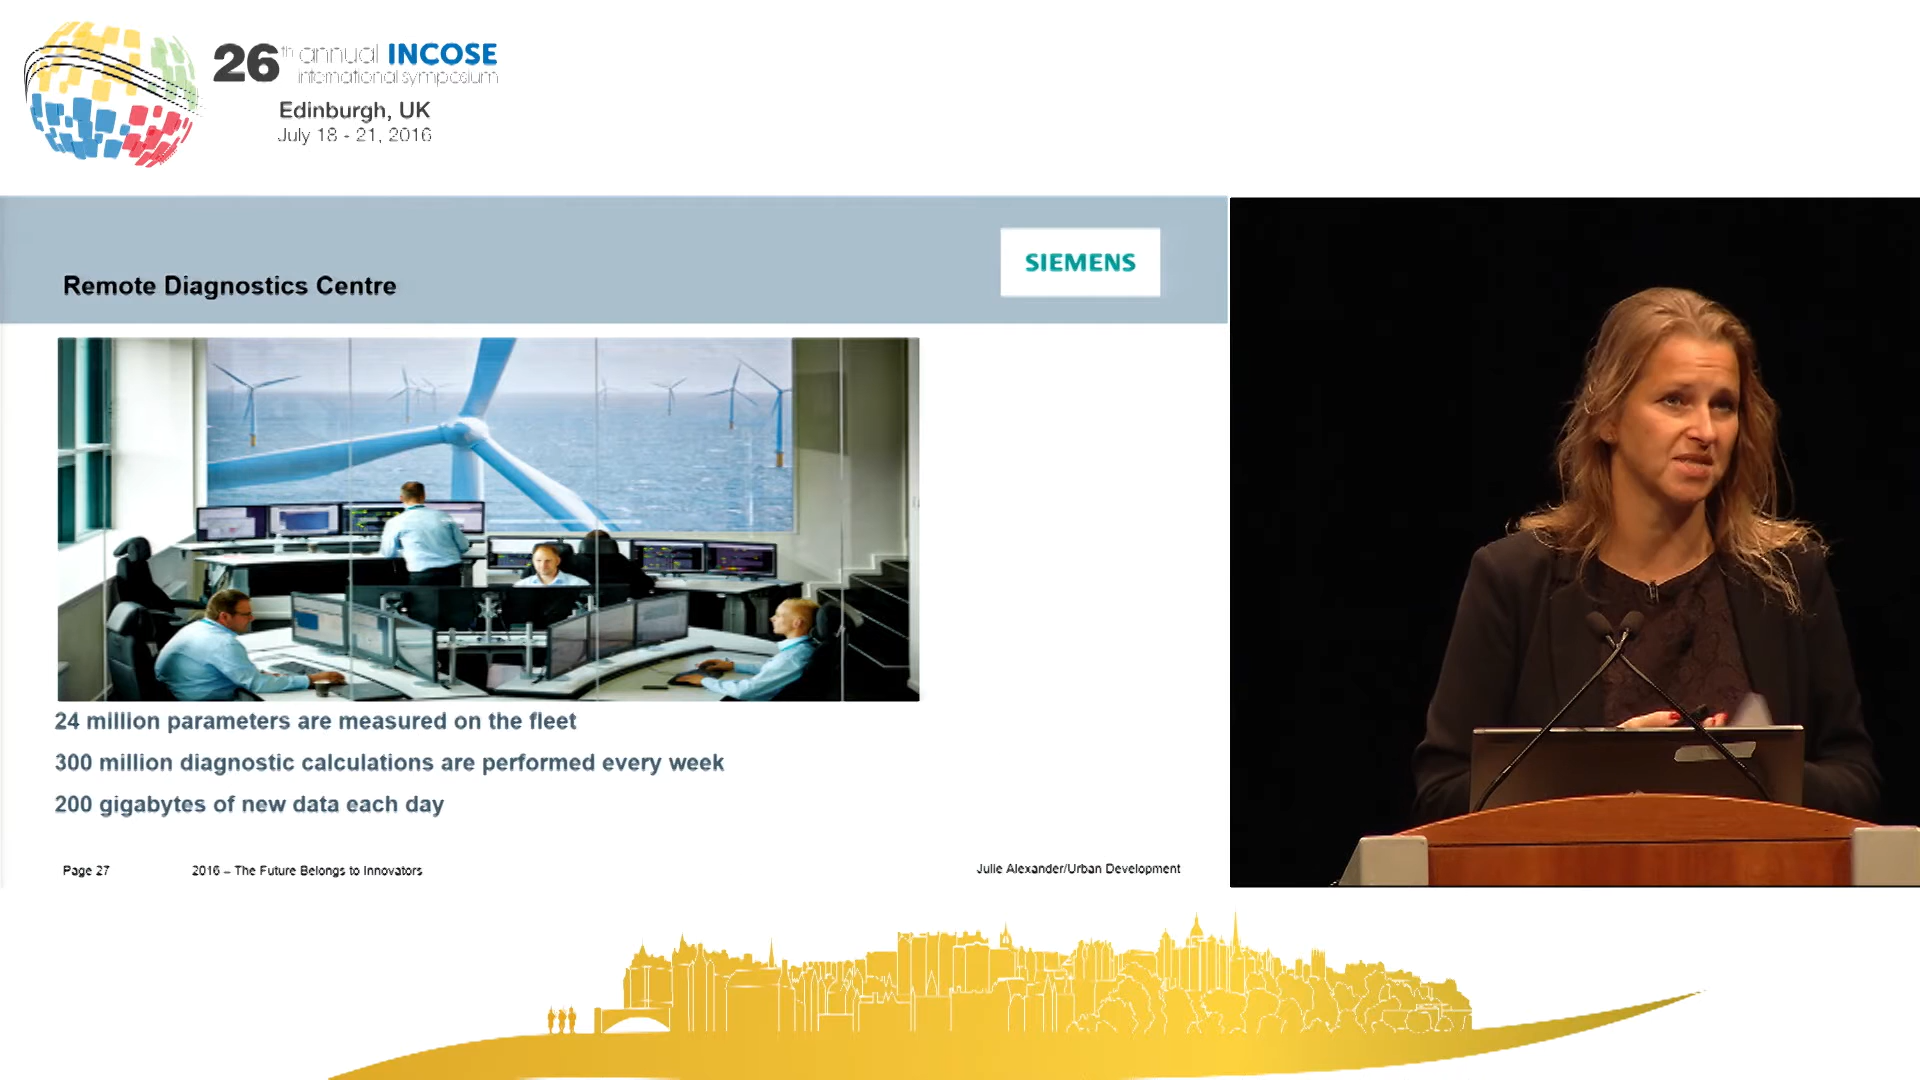 26th annual INCOSE
international symposium
Edinburgh, UK
July 18 - 21, 2016
SIEMENS
Remote Diagnostics Centre
24 million parameters are measured on the fleet
300 million diagnostic calculations are performed every week
200 gigabytes of new data each day
Page 27
2016 – The Future Belongs to Innovators
Julie Alexander/Urban Development